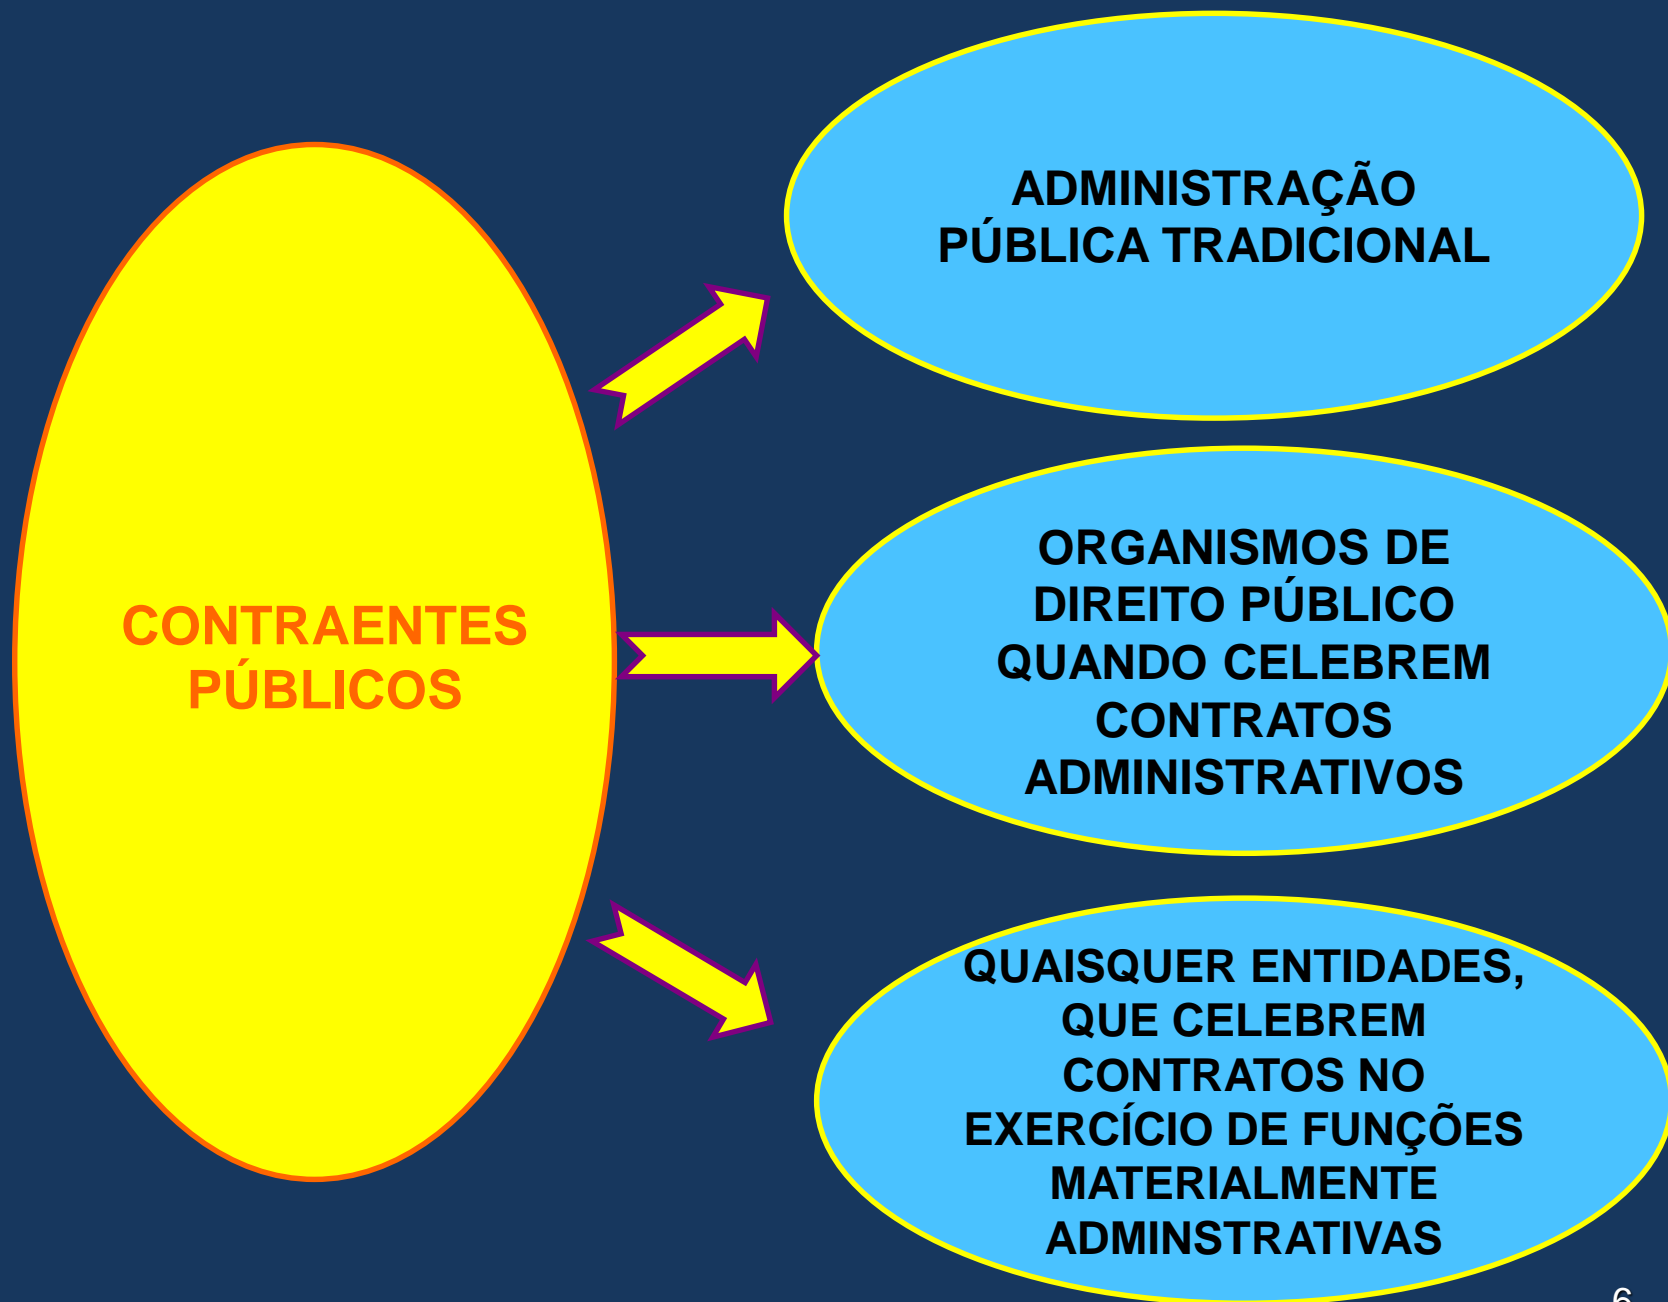 CONTRAENTES
PÚBLICOS
ADMINISTRAÇÃO
PÚBLICA TRADICIONAL
ORGANISMOS DE
DIREITO PÚBLICO
QUANDO CELEBREM
CONTRATOS
ADMINISTRATIVOS
QUAISQUER ENTIDADES,
QUE CELEBREM
CONTRATOS NO
EXERCÍCIO DE FUNÇÕES
MATERIALMENTE
ADMINSTRATIVAS
6